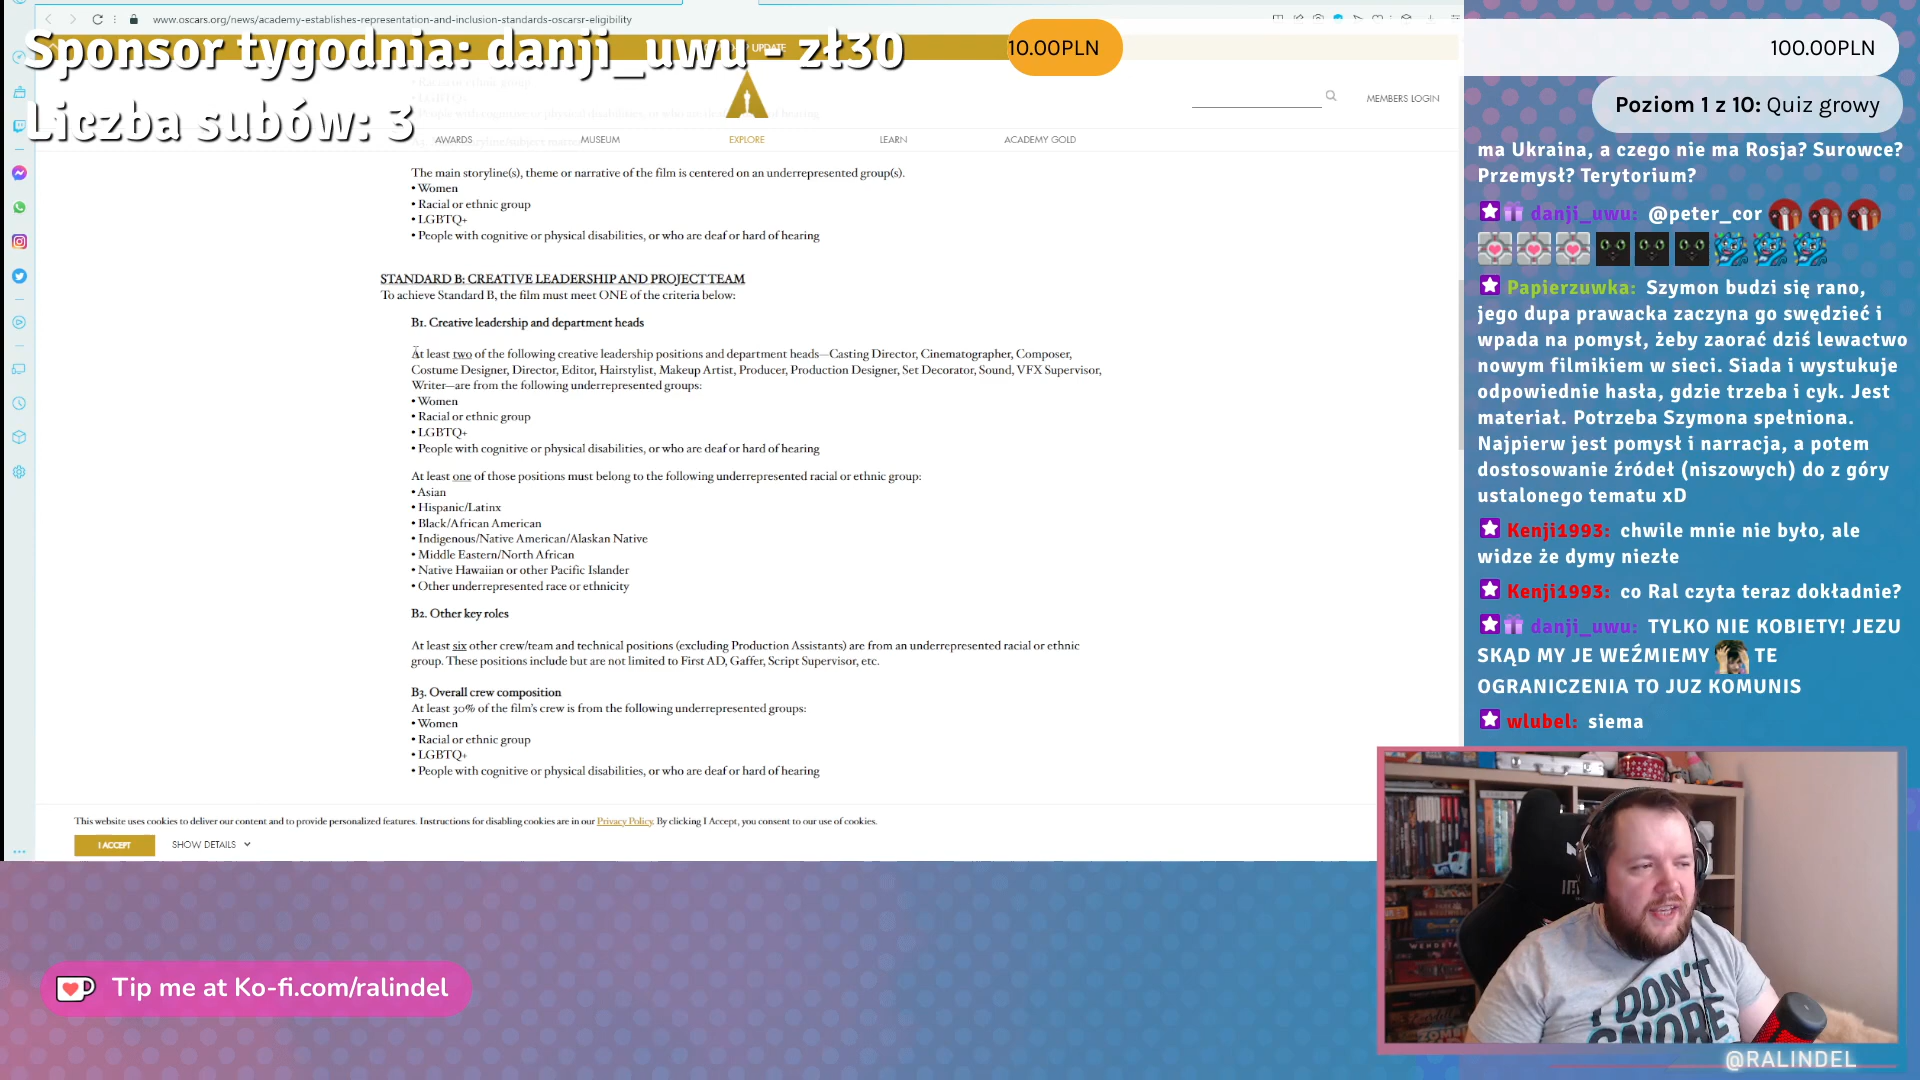 www.oscars.org/news/academy-establishes-representation-and-inclusion-standards-oscarsr-eligibility
Sponsor tygodnia: danji_uwu - zł30
Liczba subów: 3
UPDATE
10.00PLN
100.00PLN
Poziom 1 z 10: Quiz growy
MEMBERS LOGIN
AWARDS
MUSEUM
EXPLORE
LEARN
ACADEMY GOLD
The main storyline(s), theme or narrative of the film is centered on an underrepresented group(s).
• Women
• Racial or ethnic group
• LGBTQ+
• People with cognitive or physical disabilities, or who are deaf or hard of hearing
STANDARD B: CREATIVE LEADERSHIP AND PROJECT TEAM
To achieve Standard B, the film must meet ONE of the criteria below:
B1. Creative leadership and department heads
At least two of the following creative leadership positions and department heads—Casting Director, Cinematographer, Composer,
Costume Designer, Director, Editor, Hairstylist, Makeup Artist, Producer, Production Designer, Set Decorator, Sound, VFX Supervisor,
Writer—are from the following underrepresented groups:
• Women
• Racial or ethnic group
• LGBTQ+
• People with cognitive or physical disabilities, or who are deaf or hard of hearing
At least one of those positions must belong to the following underrepresented racial or ethnic group:
• Asian
• Hispanic/Latinx
• Black/African American
• Indigenous/Native American/Alaskan Native
• Middle Eastern/North African
• Native Hawaiian or other Pacific Islander
• Other underrepresented race or ethnicity
B2. Other key roles
At least six other crew/team and technical positions (excluding Production Assistants) are from an underrepresented racial or ethnic
group. These positions include but are not limited to First AD, Gaffer, Script Supervisor, etc.
B3. Overall crew composition
At least 30% of the film's crew is from the following underrepresented groups:
• Women
• Racial or ethnic group
• LGBTQ+
• People with cognitive or physical disabilities, or who are deaf or hard of hearing
This website uses cookies to deliver our content and to provide personalized features. Instructions for disabling cookies are in our Privacy Policy. By clicking I Accept, you consent to our use of cookies.
I ACCEPT
SHOW DETAILS
ma Ukraina, a czego nie ma Rosja? Surowce?
Przemysł? Terytorium?
danji_uwu: @peter_cor
Papierzuwka: Szymon budzi się rano,
jego dupa prawacka zaczyna go swędzieć i
wpada na pomysł, żeby zaorać dziś lewactwo
nowym filmikiem w sieci. Siada i wystukuje
odpowiednie hasła, gdzie trzeba i cyk. Jest
materiał. Potrzeba Szymona spełniona.
Najpierw jest pomysł i narracja, a potem
dostosowanie źródeł (niszowych) do z góry
ustalonego tematu xD
Kenji1993: chwile mnie nie było, ale
widze że dymy niezłe
Kenji1993: co Ral czyta teraz dokładnie?
danji_uwu: TYLKO NIE KOBIETY! JEZU
SKĄD MY JE WEŹMIEMY TE
OGRANICZENIA TO JUZ KOMUNIS
wlubel: siema
I DON'T
Tip me at Ko-fi.com/ralindel
@RALINDEL